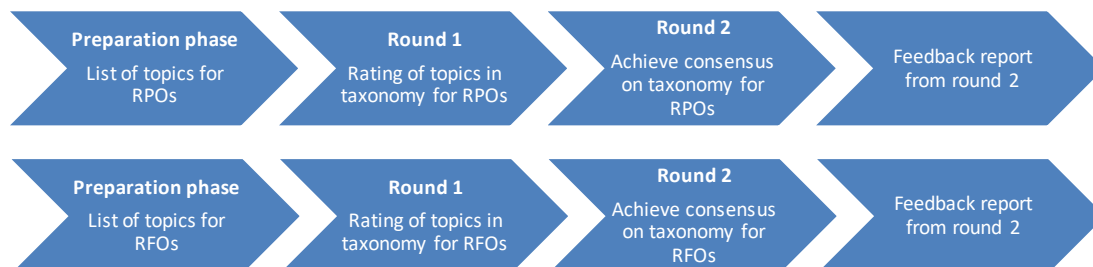 Preparation phase
List of topics for
RPOs
Round 1
Rating of topics in
taxonomy for RPOs
Round 2
Achieve consensus
on taxonomy for
RPOs
Feedback report
from round 2
Preparation phase
List of topics for
RFOs
Round 1
Rating of topics in
taxonomy for RFOs
Round 2
Achieve consensus
on taxonomy for
RFOs
Feedback report
from round 2